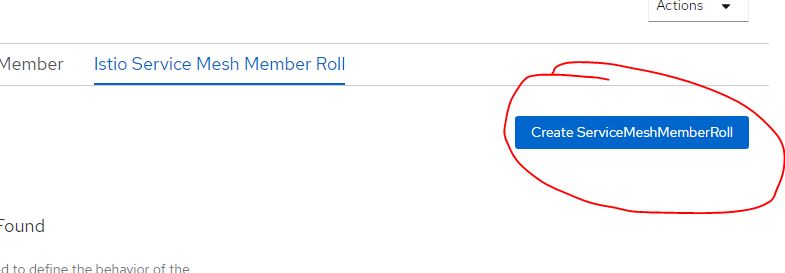 Actions
Member Istio Service Mesh Member Roll
Create ServiceMeshMemberRoll
Found
d to define the behavior of the